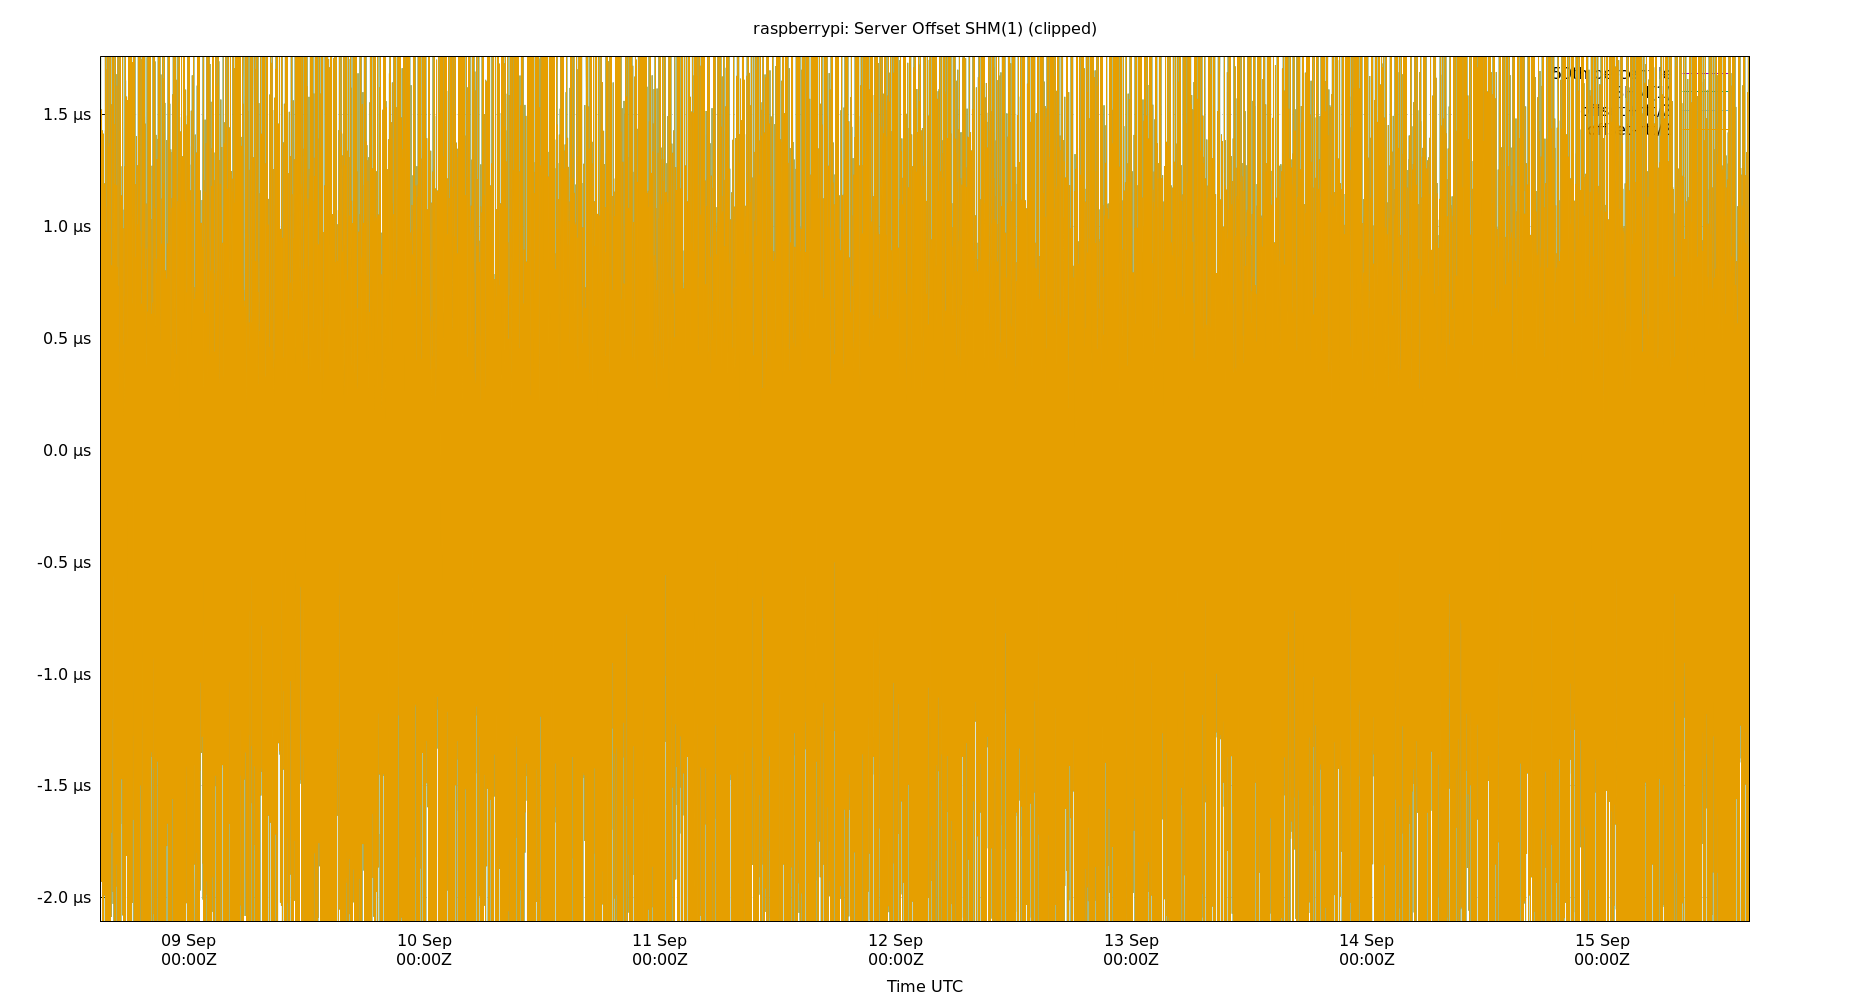 raspberrypi: Server Offset SHM(1) (clipped)
1.5 µs
1.0 µs
0.5 µs
0.0 µs
-0.5 µs
-1.0 µs
-1.5 µs
-2.0 µs
09 Sep 10 Sep 11 Sep 12 Sep 13 Sep 14 Sep 15 Sep
00:00Z 00:00Z 00:00Z 00:00Z 00:00Z 00:00Z 00:00Z
Time UTC